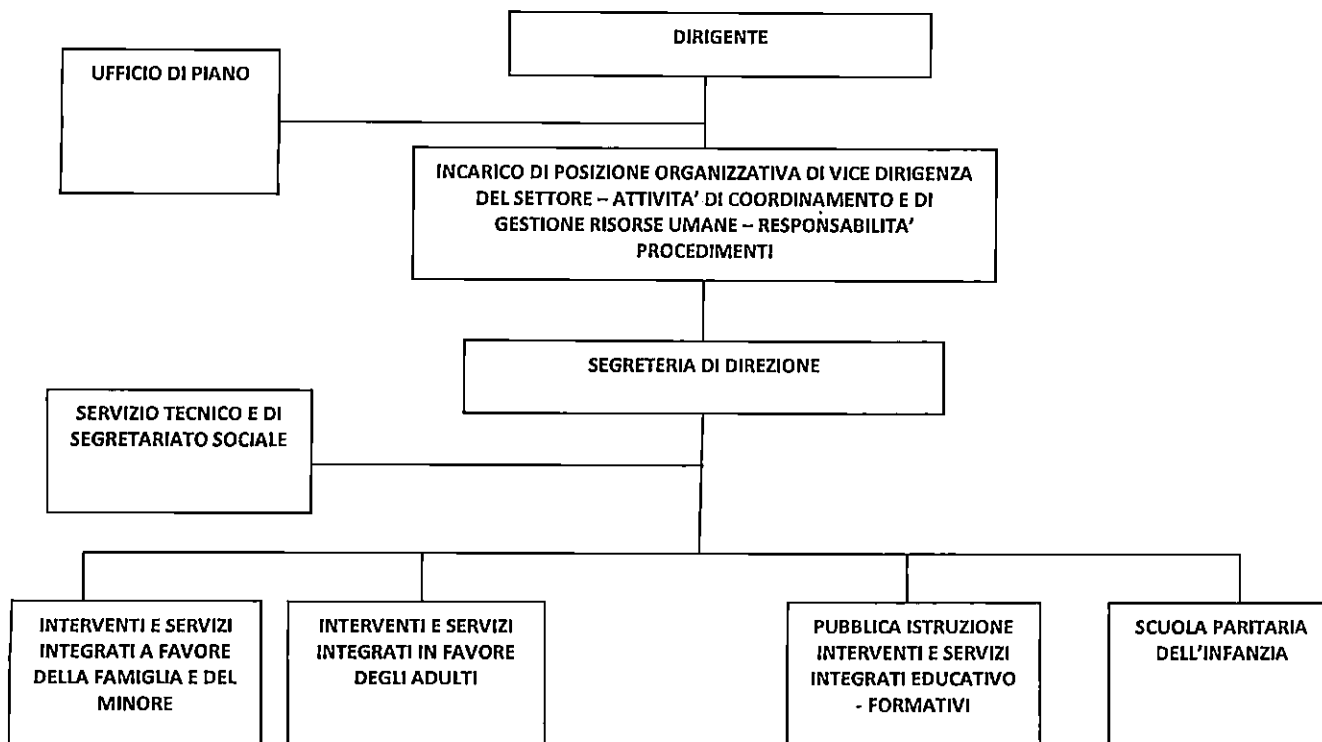 DIRIGENTE
UFFICIO DI PIANO
INCARICO DI POSIZIONE ORGANIZZATIVA DI VICE DIRIGENZA
DEL SETTORE – ATTIVITA' DI COORDINAMENTO E DI
GESTIONE RISORSE UMANE – RESPONSABILITA'
PROCEDIMENTI
SEGRETERIA DI DIREZIONE
SERVIZIO TECNICO E DI
SEGRETARIATO SOCIALE
INTERVENTI E SERVIZI
INTEGRATI A FAVORE
DELLA FAMIGLIA E DEL
MINORE
INTERVENTI E SERVIZI
INTEGRATI IN FAVORE
DEGLI ADULTI
PUBBLICA ISTRUZIONE
INTERVENTI E SERVIZI
INTEGRATI EDUCATIVO
- FORMATIVI
SCUOLA PARITARIA
DELL'INFANZIA